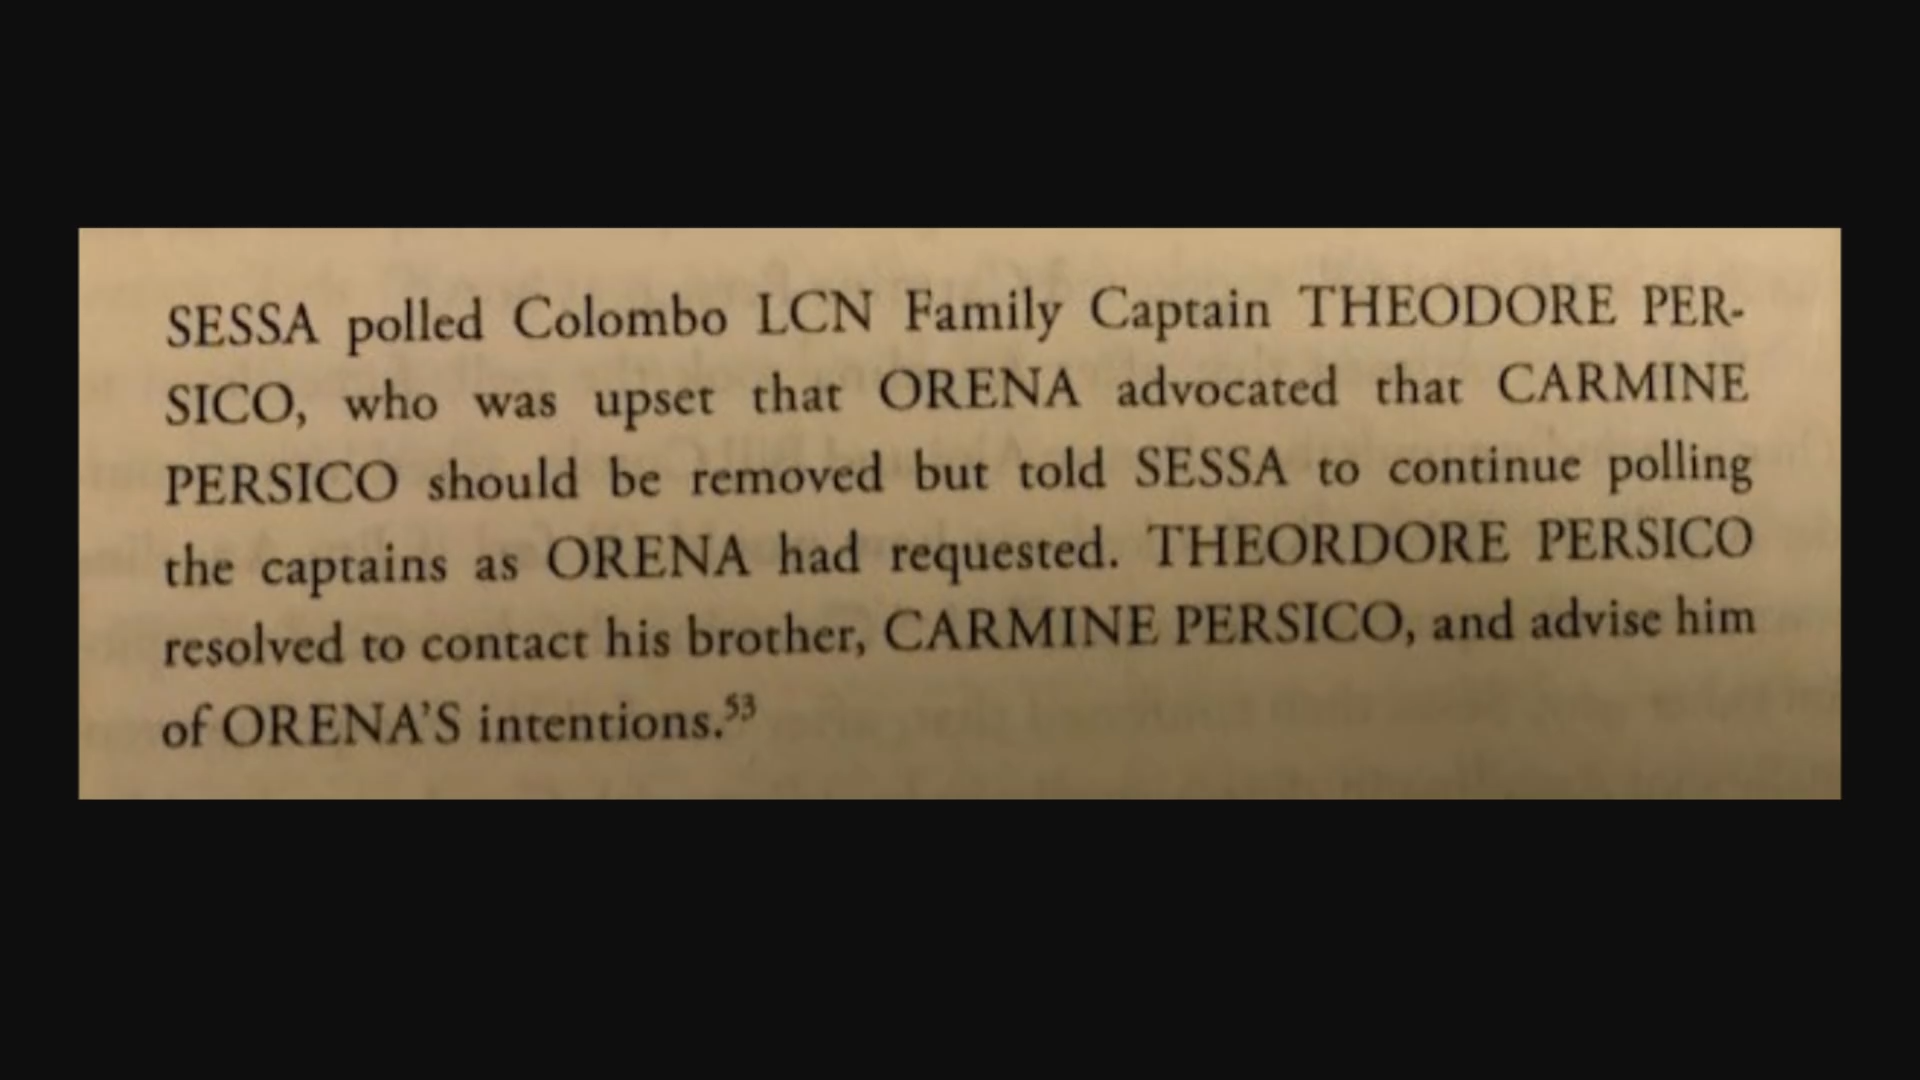 SESSA polled Colombo LCN Family Captain THEODORE PER-
SICO, who was upset that ORENA advocated that CARMINE
PERSICO should be removed but told SESSA to continue polling
the captains as ORENA had requested. THEORDORE PERSICO
resolved to contact his brother, CARMINE PERSICO, and advise him
of ORENA'S intentions.53